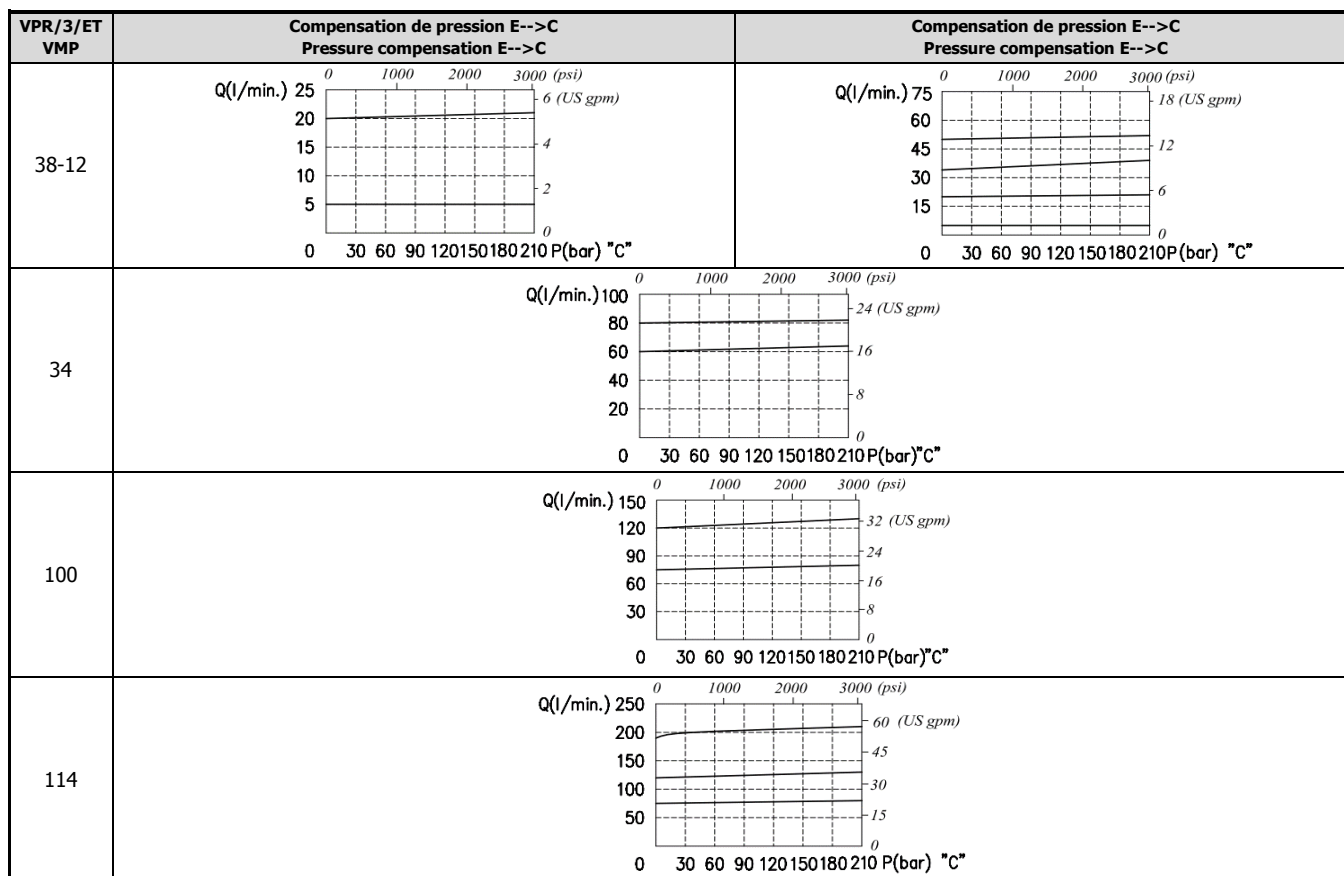 VPR/3/ET
VMP
Compensation de pression E-->C
Pressure compensation E-->C
Compensation de pression E-->C
Pressure compensation E-->C
38-12
0 1000 2000 3000 (psi)
Q(l/min.) 25
6 (US gpm)
20
15
4
10
2
5
0
0 30 60 90 120 150 180 210 P(bar) "C"
0 1000 2000 3000 (psi)
Q(l/min.) 75
18 (US gpm)
60
45
12
30
6
15
0
0 30 60 90 120 150 180 210 P(bar) "C"
34
0 1000 2000 3000 (psi)
Q(l/min.) 100
24 (US gpm)
80
60
16
40
8
20
0
0 30 60 90 120 150 180 210 P(bar) "C"
100
0 1000 2000 3000 (psi)
Q(l/min.) 150
120
32 (US gpm)
90
24
60
16
30
8
0
0 30 60 90 120 150 180 210 P(bar) "C"
114
0 1000 2000 3000 (psi)
Q(l/min.) 250
60 (US gpm)
200
150
45
100
30
50
15
0
0 30 60 90 120 150 180 210 P(bar) "C"